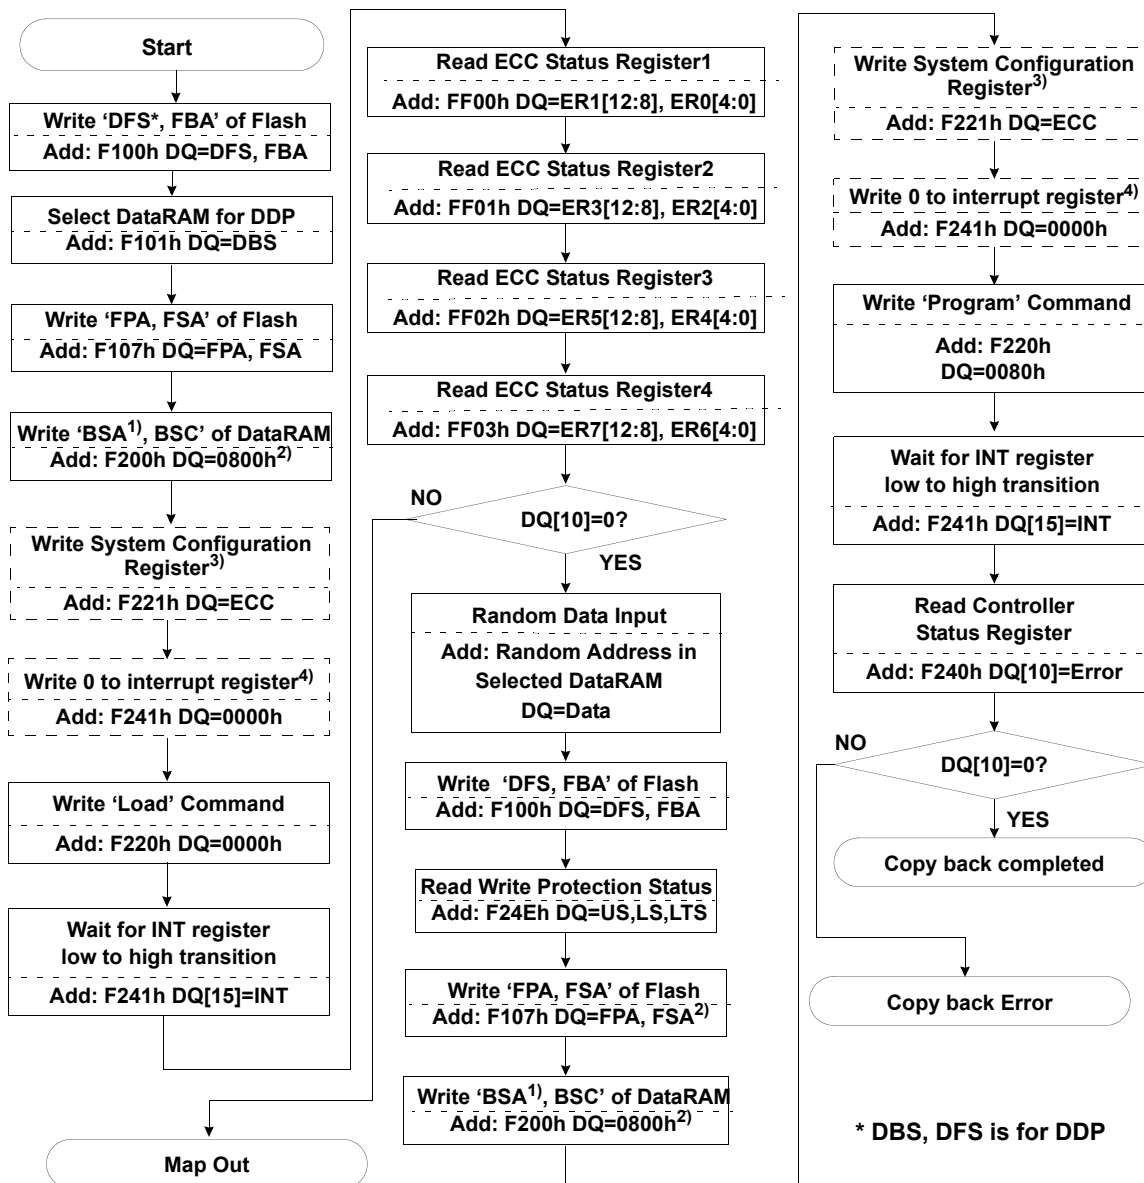 Start
Write ‘DFS*, FBA’ of Flash
Add: F100h DQ=DFS, FBA
Select DataRAM for DDP
Add: F101h DQ=DBS
Write ‘FPA, FSA’ of Flash
Add: F107h DQ=FPA, FSA
Write ‘BSA1), BSC’ of DataRAM
Add: F200h DQ=0800h2)
Write System Configuration
Register3)
Add: F221h DQ=ECC
Write 0 to interrupt register4)
Add: F241h DQ=0000h
Write ‘Load’ Command
Add: F220h DQ=0000h
Wait for INT register
low to high transition
Add: F241h DQ[15]=INT
Map Out
Read ECC Status Register1
Add: FF00h DQ=ER1[12:8], ER0[4:0]
Read ECC Status Register2
Add: FF01h DQ=ER3[12:8], ER2[4:0]
Read ECC Status Register3
Add: FF02h DQ=ER5[12:8], ER4[4:0]
Read ECC Status Register4
Add: FF03h DQ=ER7[12:8], ER6[4:0]
NO
DQ[10]=0?
YES
Random Data Input
Add: Random Address in
Selected DataRAM
DQ=Data
Write ‘DFS, FBA’ of Flash
Add: F100h DQ=DFS, FBA
Read Write Protection Status
Add: F24Eh DQ=US,LS,LTS
Write ‘FPA, FSA’ of Flash
Add: F107h DQ=FPA, FSA2)
Write ‘BSA1), BSC’ of DataRAM
Add: F200h DQ=0800h2)
Write System Configuration
Register3)
Add: F221h DQ=ECC
Write 0 to interrupt register4)
Add: F241h DQ=0000h
Write ‘Program’ Command
Add: F220h
DQ=0080h
Wait for INT register
low to high transition
Add: F241h DQ[15]=INT
Read Controller
Status Register
Add: F240h DQ[10]=Error
NO
DQ[10]=0?
YES
Copy back completed
Copy back Error
* DBS, DFS is for DDP